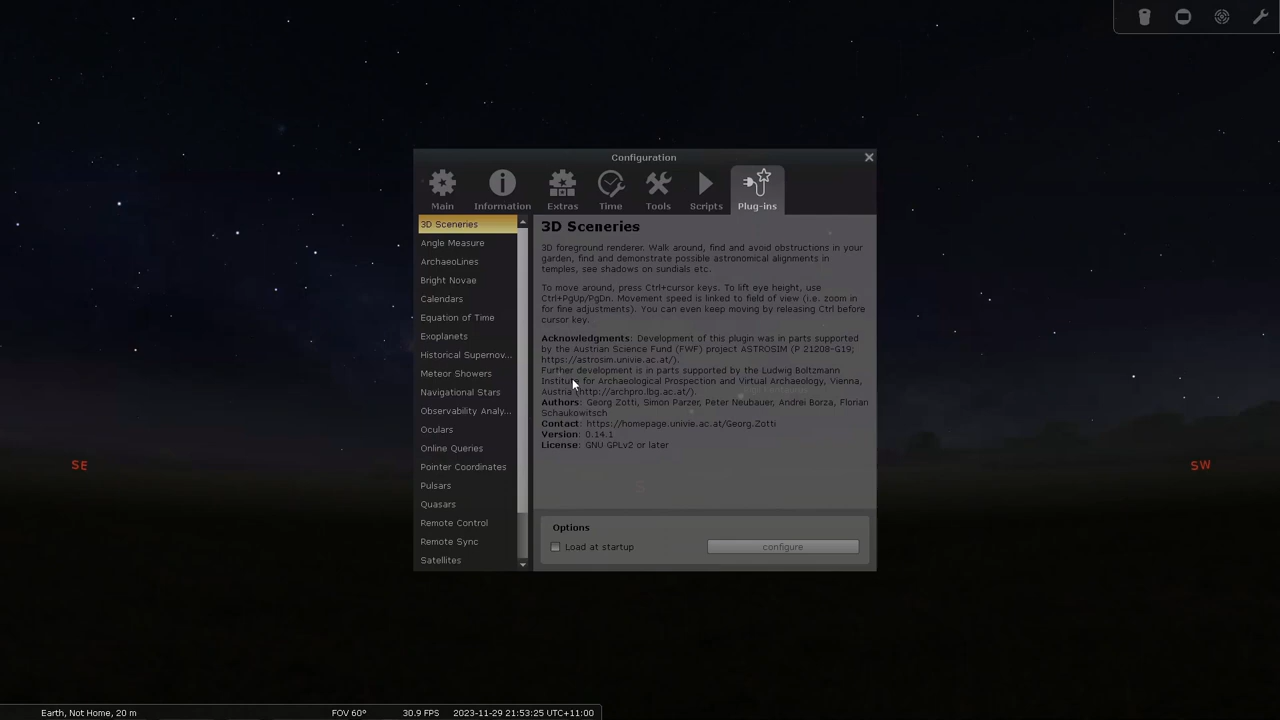 Configuration
Main
Information
Extras
Time
Tools
Scripts
Plug-ins
3D Sceneries
Angle Measure
ArchaeoLines
Bright Novae
Calendars
Equation of Time
Exoplanets
Historical Supernov...
Meteor Showers
Navigational Stars
Observability Analy...
Oculars
Online Queries
Pointer Coordinates
Pulsars
Quasars
Remote Control
Remote Sync
Satellites
3D Sceneries
3D foreground renderer. Walk around, find and avoid obstructions in your
garden, find and demonstrate possible astronomical alignments in
temples, see shadows on sundials etc.
To move around, press Ctrl+cursor keys. To lift eye height, use
Ctrl+PgUp/PgDn. Movement speed is linked to field of view (i.e. zoom in
for fine adjustments). You can even keep moving by releasing Ctrl before
cursor key.
Acknowledgments: Development of this plugin was in parts supported
by the Austrian Science Fund (FWF) project ASTROSIM (P 21208-G19;
https://astrosim.univie.ac.at/).
Further development is in parts supported by the Ludwig Boltzmann
Institute for Archaeological Prospection and Virtual Archaeology, Vienna,
Austria (http://archpro.lbg.ac.at/).
Authors: Georg Zotti, Simon Parzer, Peter Neubauer, Andrei Borza, Florian
Schaukowitsch
Contact: https://homepage.univie.ac.at/Georg.Zotti
Version: 0.14.1
License: GNU GPLv2 or later
Options
Load at startup
configure
SE
S
SW
Earth, Not Home, 20 m
FOV 60°
30.9 FPS
2023-11-29 21:53:25 UTC+11:00